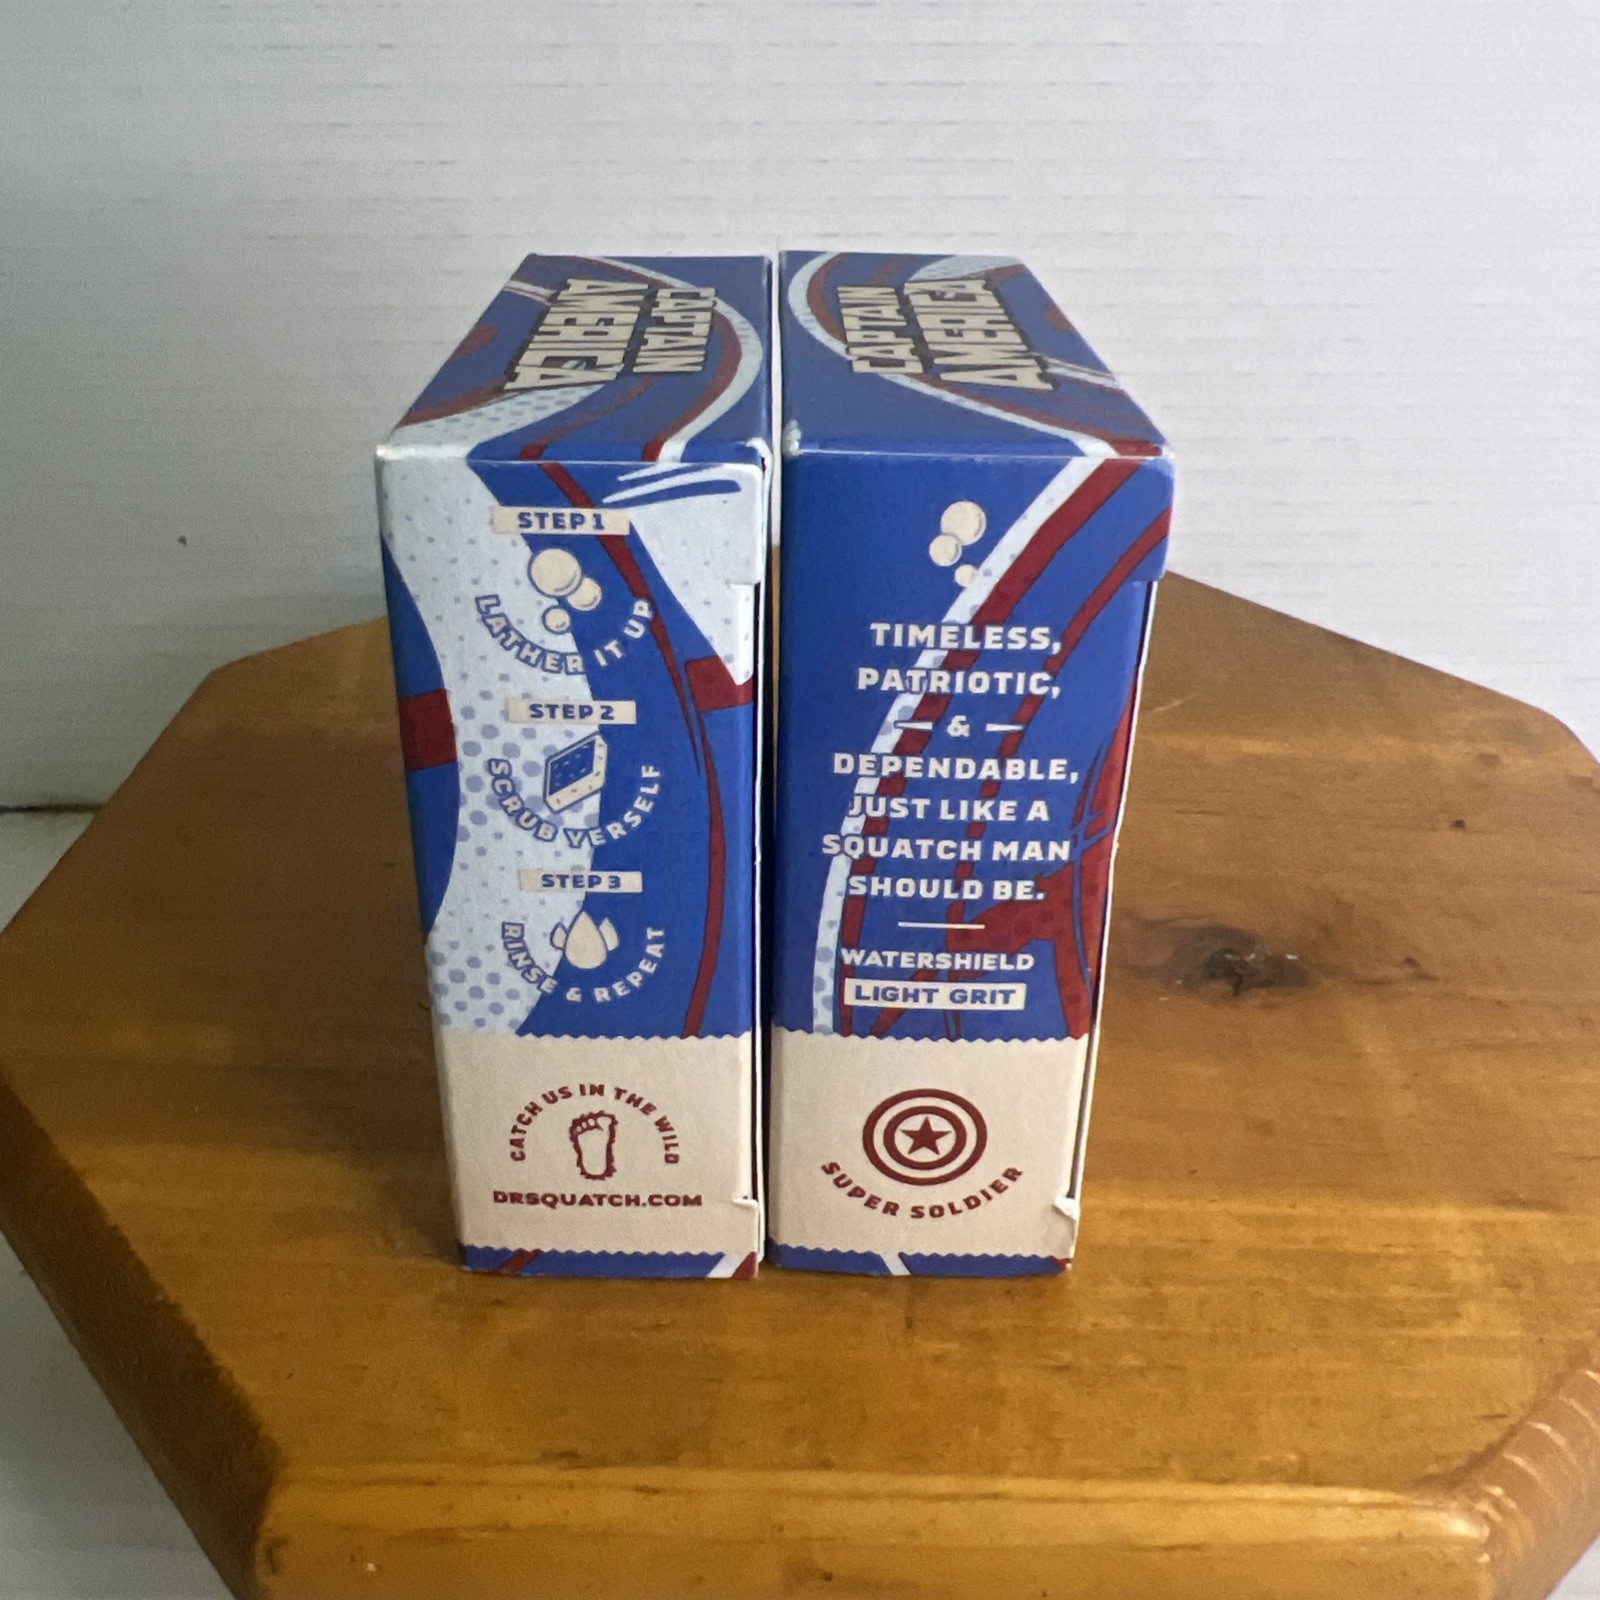 CAPTAIN
AMERICA
STEP 1
LATHER IT UP
STEP 2
SCRUB YERSELF
STEP 3
RINSE & REPEAT
CATCH US IN THE WILD
DRSQUATCH.COM
CAPTAIN
AMERICA
TIMELESS,
PATRIOTIC,
&
DEPENDABLE,
JUST LIKE A
SQUATCH MAN
SHOULD BE.
WATERSHIELD
LIGHT GRIT
SUPER SOLDIER